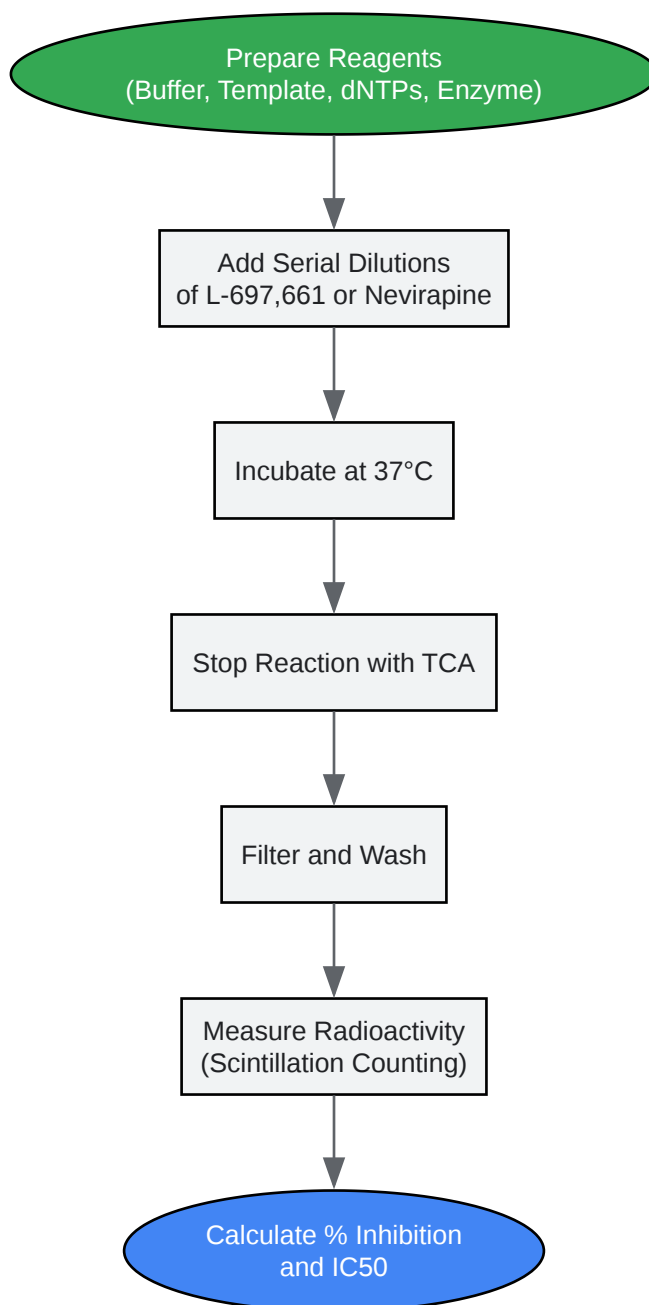 Prepare Reagents
(Buffer, Template, dNTPs, Enzyme)
Add Serial Dilutions
of L-697,661 or Nevirapine
Incubate at 37°C
Stop Reaction with TCA
Filter and Wash
Measure Radioactivity
(Scintillation Counting)
Calculate % Inhibition
and IC50